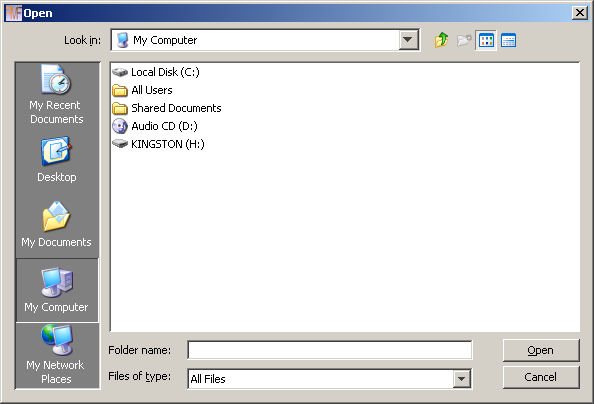 Open
Look in: My Computer
My Recent
Documents
Desktop
My Documents
My Computer
My Network
Places
Local Disk (C:)
All Users
Shared Documents
Audio CD (D:)
KINGSTON (H:)
Folder name:
Open
Files of type: All Files
Cancel